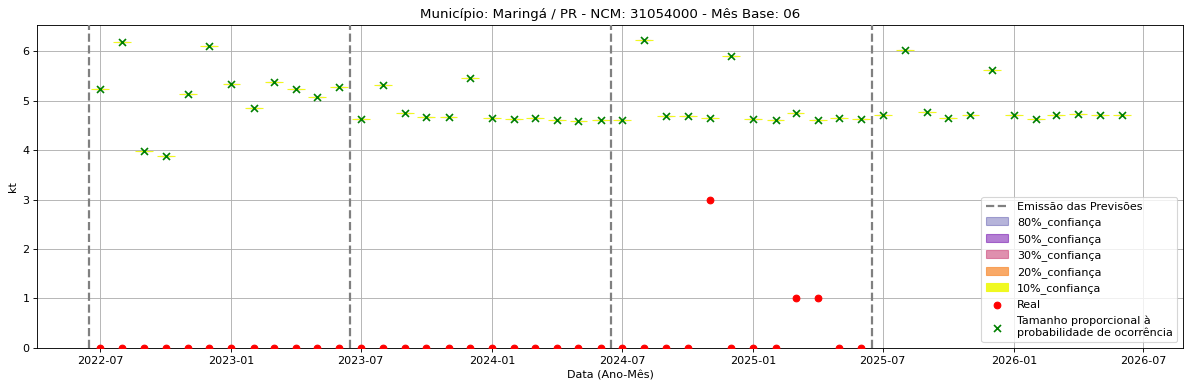 Município: Maringá / PR - NCM: 31054000 - Mês Base: 06
6
5
4
3
2
1
0
kt
2022-07
2023-01
2023-07
2024-01
2024-07
2025-01
2025-07
2026-01
2026-07
Data (Ano-Mês)
Emissão das Previsões
80%_confiança
50%_confiança
30%_confiança
20%_confiança
10%_confiança
Real
Tamanho proporcional à
probabilidade de ocorrência